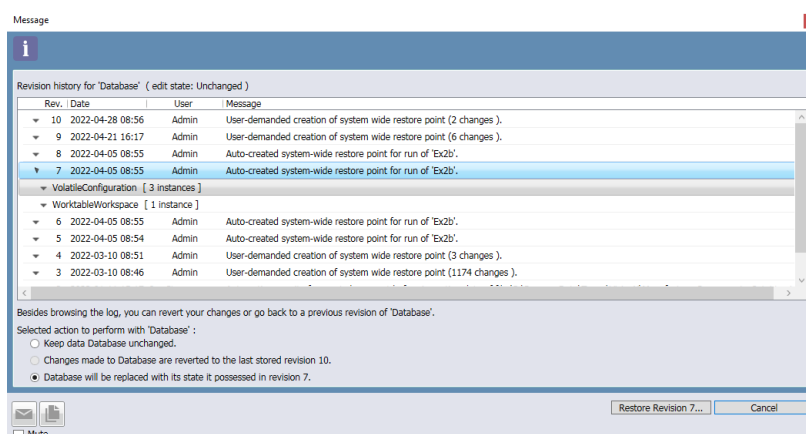 Message
i
Revision history for 'Database' ( edit state: Unchanged )
Rev. Date User Message
10 2022-04-28 08:56 Admin User-demanded creation of system wide restore point (2 changes ).
9 2022-04-21 16:17 Admin User-demanded creation of system wide restore point (6 changes ).
8 2022-04-05 08:55 Admin Auto-created system-wide restore point for run of 'Ex2b'.
7 2022-04-05 08:55 Admin Auto-created system-wide restore point for run of 'Ex2b'.
VolatileConfiguration [ 3 instances ]
WorktableWorkspace [ 1 instance ]
6 2022-04-05 08:55 Admin Auto-created system-wide restore point for run of 'Ex2b'.
5 2022-04-05 08:54 Admin Auto-created system-wide restore point for run of 'Ex2b'.
4 2022-03-10 08:51 Admin User-demanded creation of system wide restore point (3 changes ).
3 2022-03-10 08:46 Admin User-demanded creation of system wide restore point (1174 changes ).
Besides browsing the log, you can revert your changes or go back to a previous revision of 'Database'.
Selected action to perform with 'Database' :
Keep data Database unchanged.
Changes made to Database are reverted to the last stored revision 10.
Database will be replaced with its state it possessed in revision 7.
Restore Revision 7... Cancel
Mute